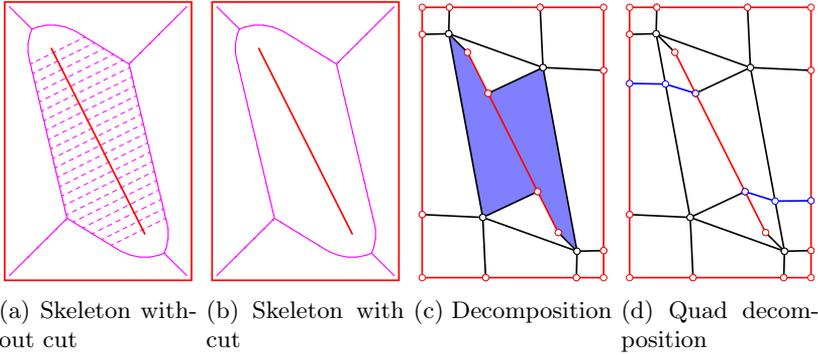 (a) Skeleton with-
out cut
(b) Skeleton with
cut
(c) Decomposition
(d) Quad decom-
position